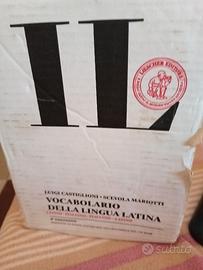 IL
LOESCHER EDITORE
LUIGI CASTIGLIONI - SCEVOLA MARIOTTI
VOCABOLARIO
DELLA LINGUA LATINA
LATINO - ITALIANO  ITALIANO - LATINO
subito